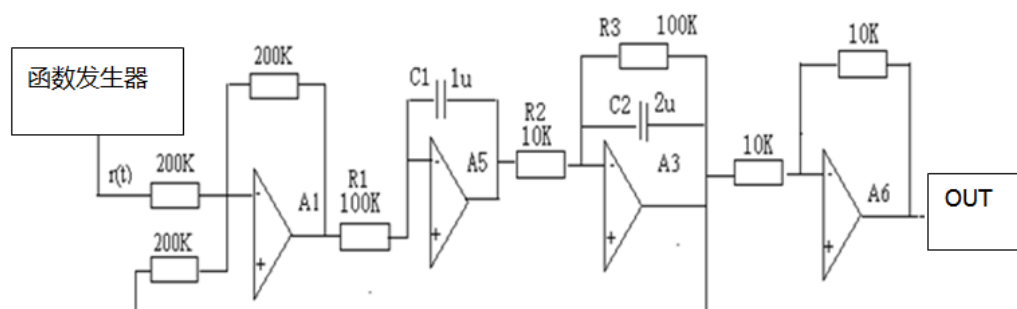 函数发生器
r(t)
200K
200K
200K
-
+
A1
R1
100K
C1
1u
-
+
A5
R2
10K
R3
100K
C2
2u
-
+
A3
10K
10K
-
+
A6
OUT